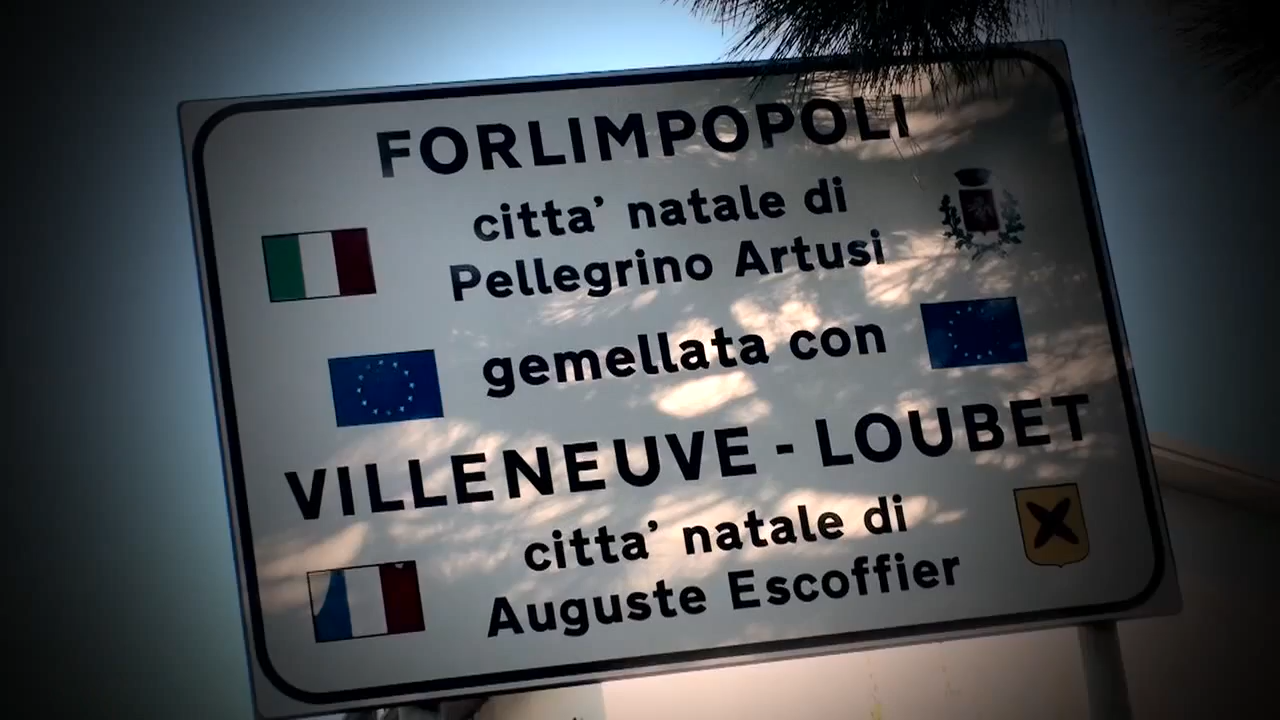 FORLIMPOPOLI
citta' natale di
Pellegrino Artusi
gemellata con
VILLENEUVE - LOUBET
citta' natale di
Auguste Escoffier